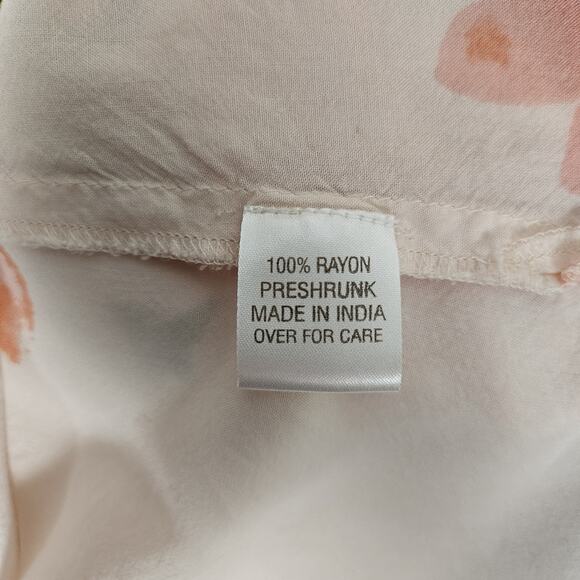 100% RAYON
PRESHRUNK
MADE IN INDIA
OVER FOR CARE